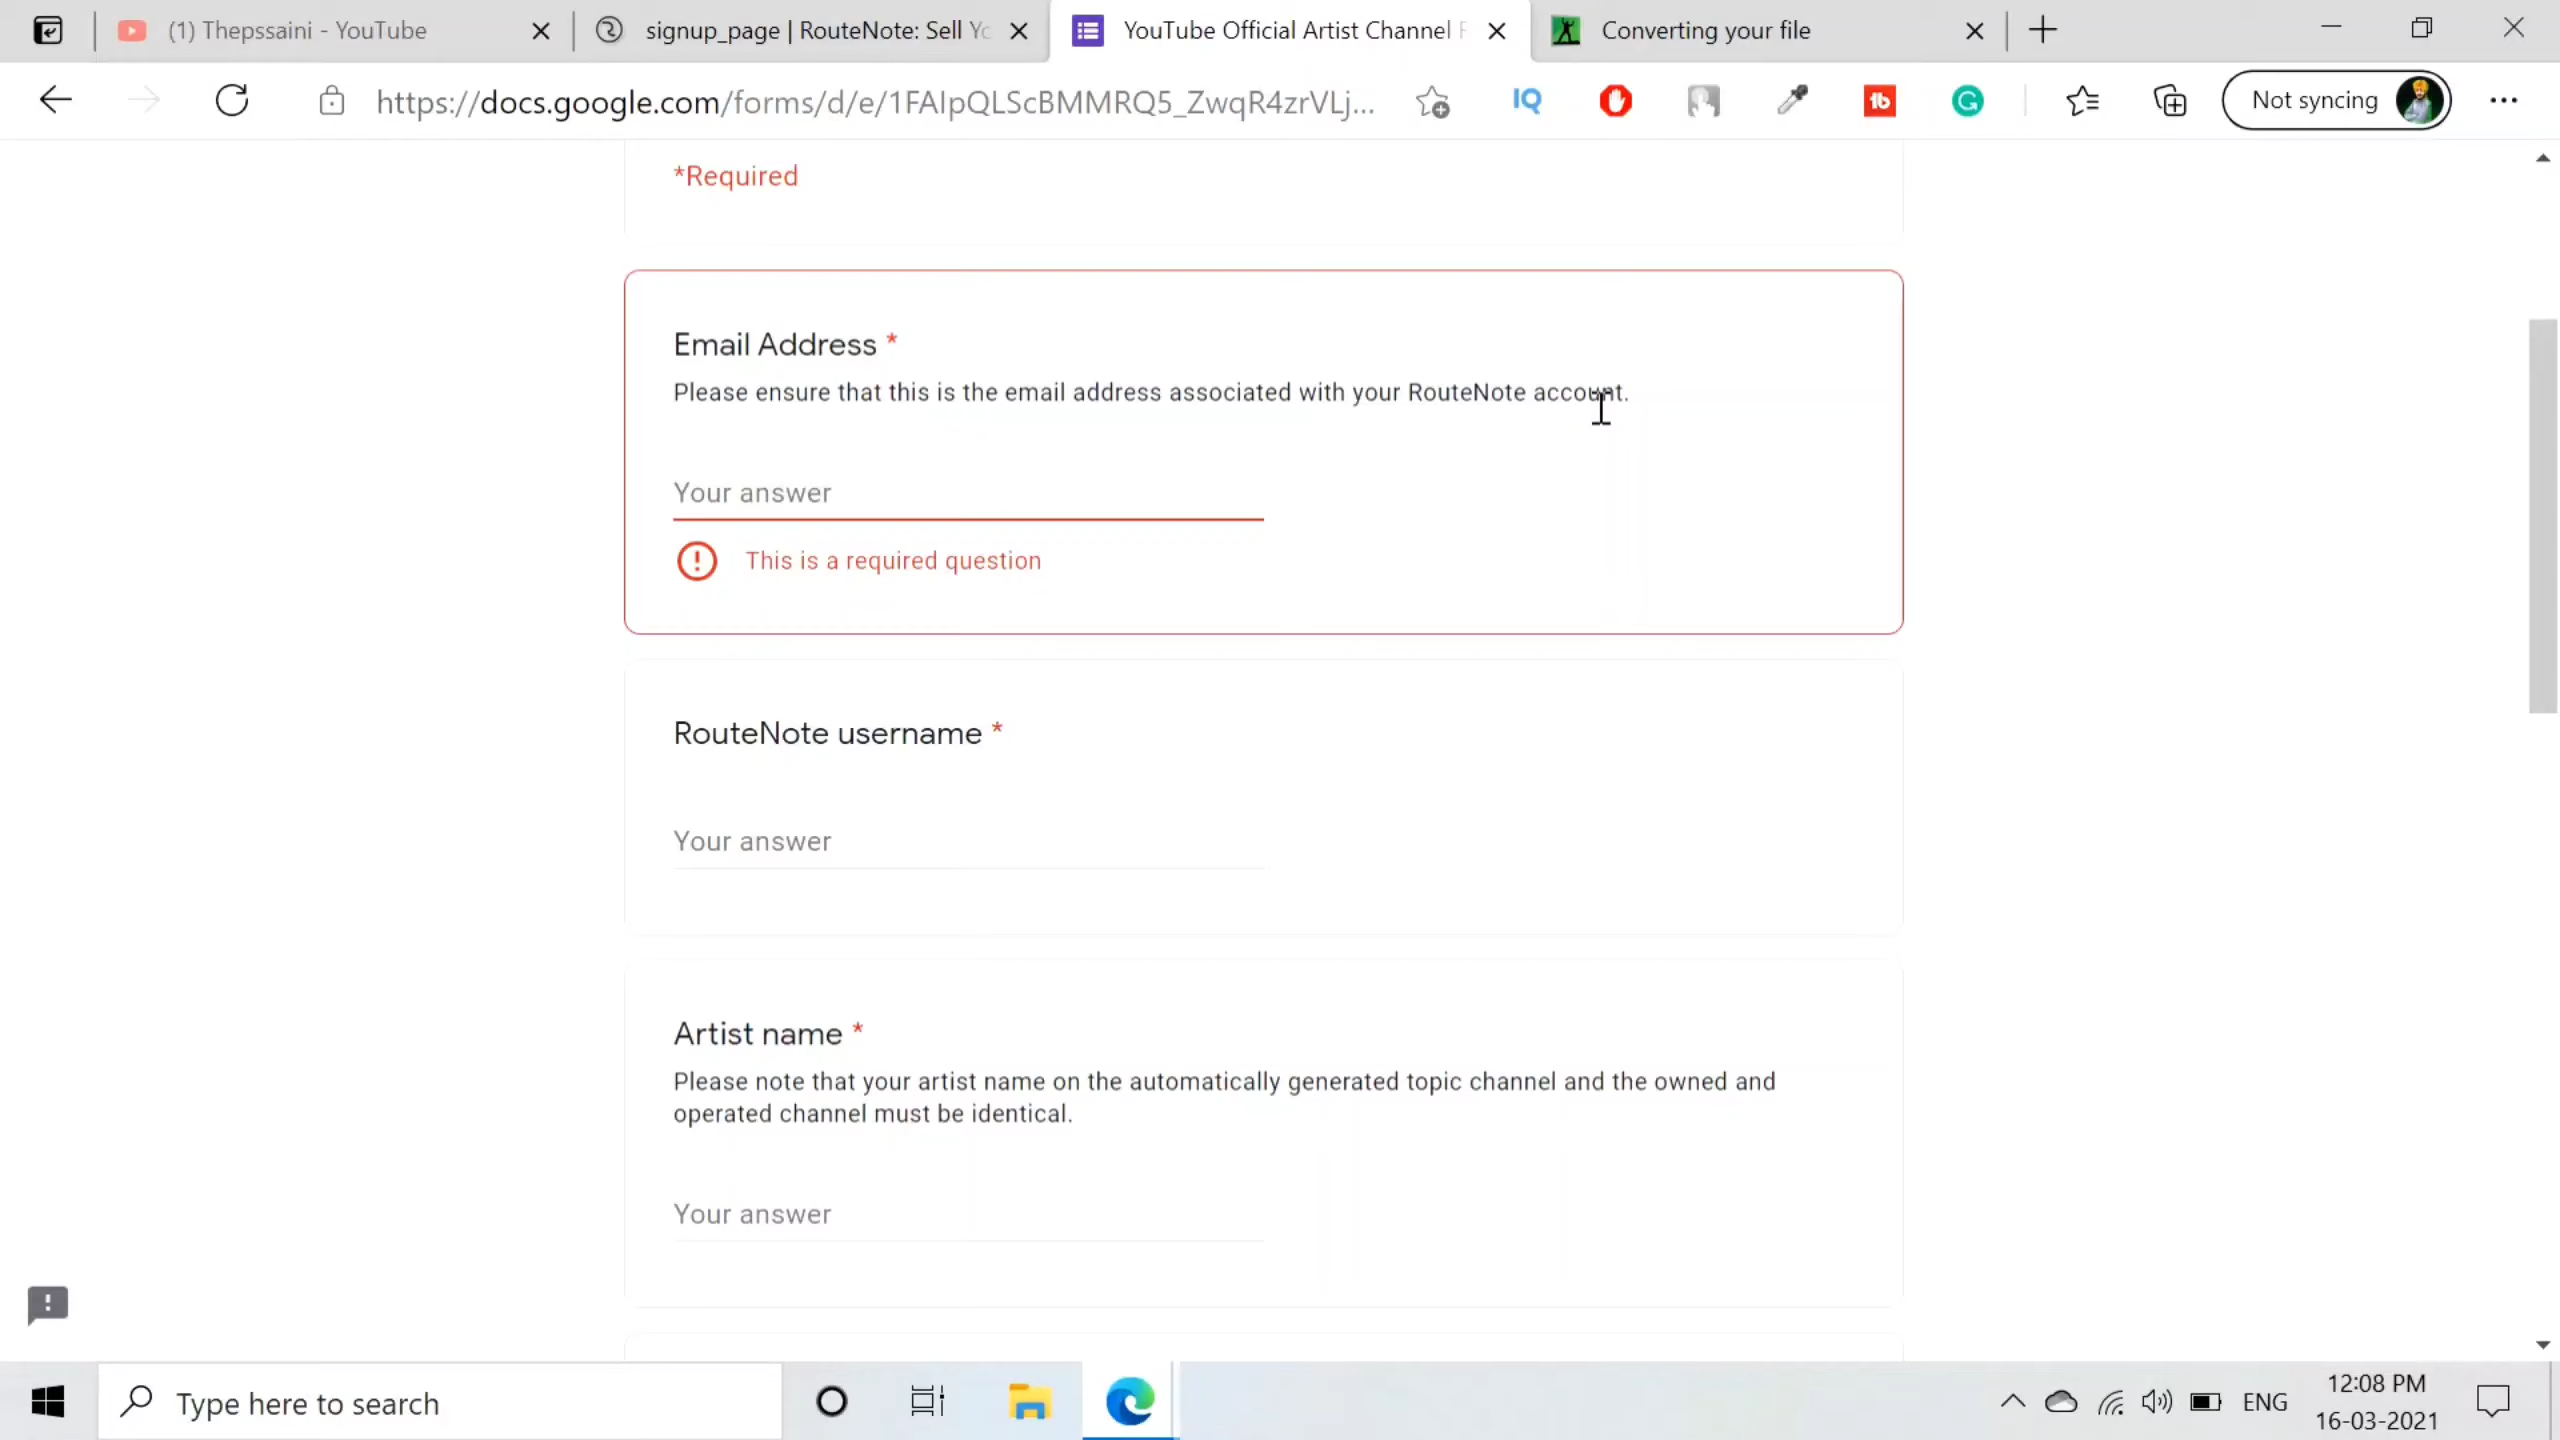 (1) Thepssaini - YouTube
signup_page | RouteNote: Sell Yo
YouTube Official Artist Channel R
Converting your file
https://docs.google.com/forms/d/e/1FAIpQLScBMMRQ5_ZwqR4zrVLj...
IQ
tb
G
Not syncing
*Required
Email Address *
Please ensure that this is the email address associated with your RouteNote account.
Your answer
This is a required question
RouteNote username *
Your answer
Artist name *
Please note that your artist name on the automatically generated topic channel and the owned and
operated channel must be identical.
Your answer
Type here to search
ENG
12:08 PM
16-03-2021